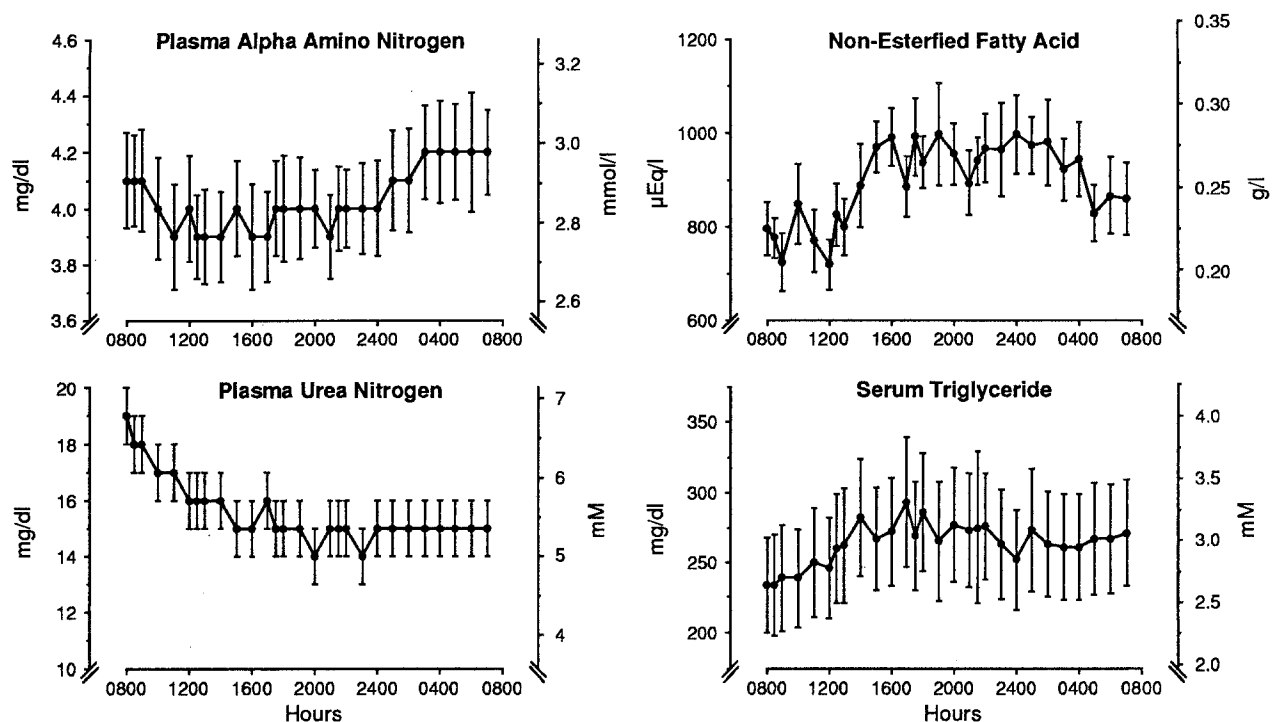 Plasma Alpha Amino Nitrogen
4.6
4.4
4.2
4.0
3.8
3.6
mg/dl
3.2
3.0
2.8
2.6
mmol/l
0800 1200 1600 2000 2400 0400 0800
Non-Esterfied Fatty Acid
1200
1000
800
600
µEq/l
0.35
0.30
0.25
0.20
g/l
0800 1200 1600 2000 2400 0400 0800
Plasma Urea Nitrogen
20
18
16
14
12
10
mg/dl
7
6
5
4
mM
0800 1200 1600 2000 2400 0400 0800
Hours
Serum Triglyceride
350
300
250
200
mg/dl
4.0
3.5
3.0
2.5
2.0
mM
0800 1200 1600 2000 2400 0400 0800
Hours